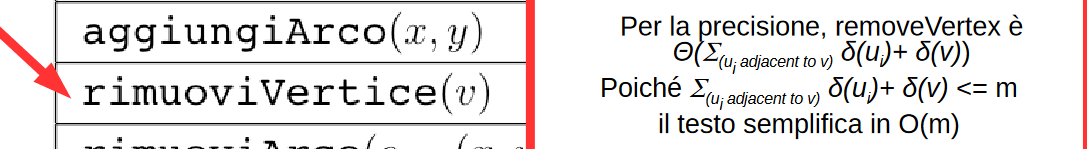 aggiungiArco(x, y)
rimuoviVertice(v)
Per la precisione, removeVertex è
Θ(Σ(uᵢ adjacent to v) δ(uᵢ)+ δ(v))
Poiché Σ(uᵢ adjacent to v) δ(uᵢ)+ δ(v) <= m
il testo semplifica in O(m)